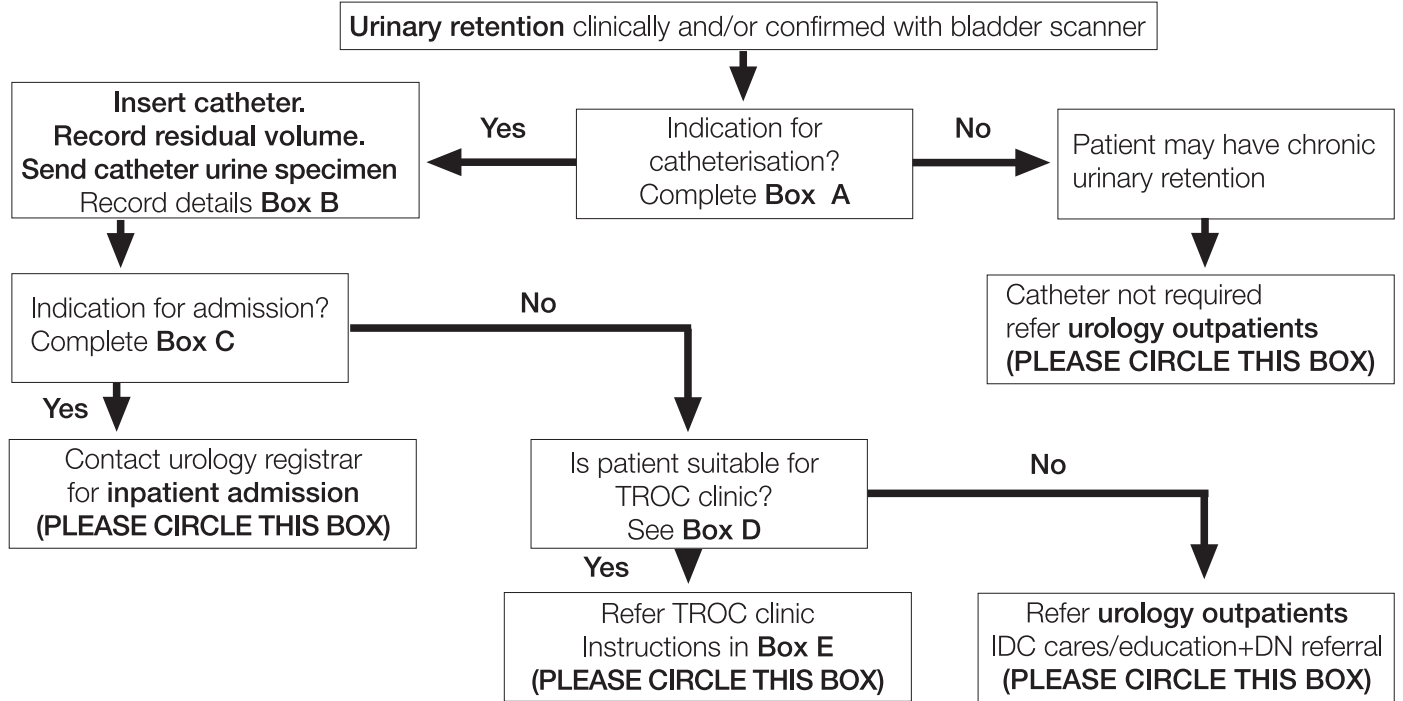 Urinary retention clinically and/or confirmed with bladder scanner
Insert catheter.
Record residual volume.
Send catheter urine specimen
Record details Box B
Yes
Indication for
catheterisation?
Complete Box A
No
Patient may have chronic
urinary retention
Indication for admission?
Complete Box C
No
Catheter not required
refer urology outpatients
(PLEASE CIRCLE THIS BOX)
Yes
Contact urology registrar
for inpatient admission
(PLEASE CIRCLE THIS BOX)
Is patient suitable for
TROC clinic?
See Box D
No
Yes
Refer TROC clinic
Instructions in Box E
(PLEASE CIRCLE THIS BOX)
Refer urology outpatients
IDC cares/education+DN referral
(PLEASE CIRCLE THIS BOX)